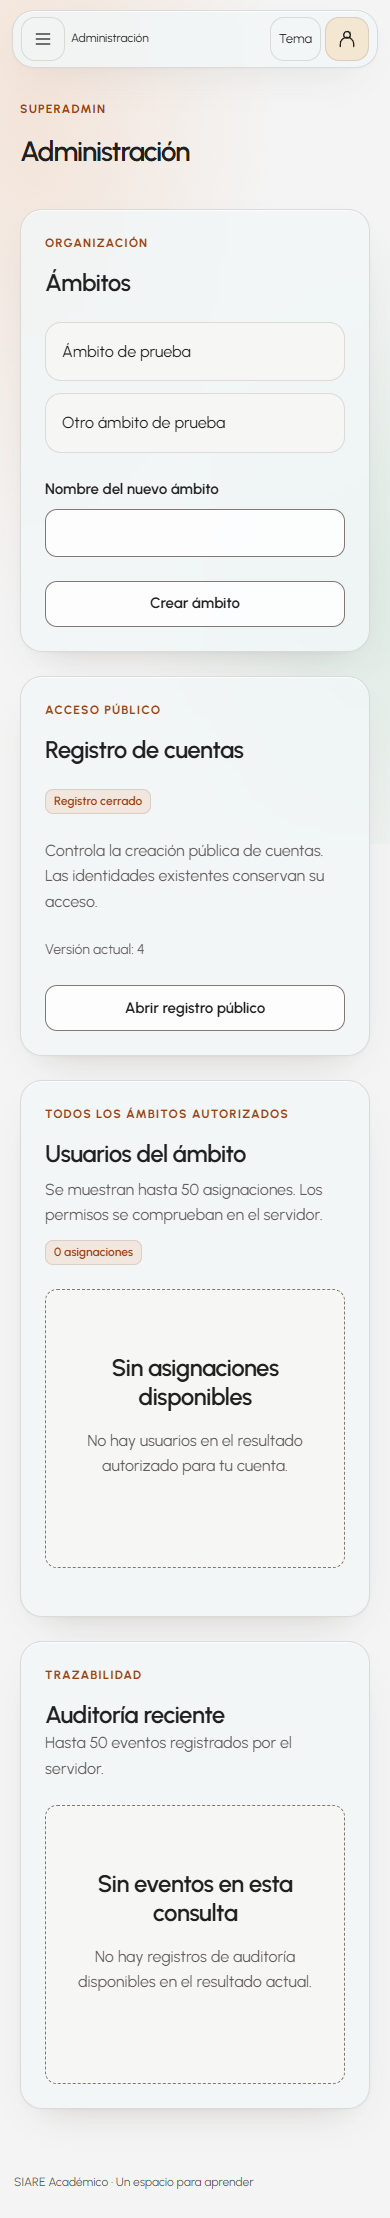 Administración
Tema
SUPERADMIN
Administración
ORGANIZACIÓN
Ámbitos
Ámbito de prueba
Otro ámbito de prueba
Nombre del nuevo ámbito
Crear ámbito
ACCESO PÚBLICO
Registro de cuentas
Registro cerrado
Controla la creación pública de cuentas.
Las identidades existentes conservan su
acceso.
Versión actual: 4
Abrir registro público
TODOS LOS ÁMBITOS AUTORIZADOS
Usuarios del ámbito
Se muestran hasta 50 asignaciones. Los
permisos se comprueban en el servidor.
0 asignaciones
Sin asignaciones
disponibles
No hay usuarios en el resultado
autorizado para tu cuenta.
TRAZABILIDAD
Auditoría reciente
Hasta 50 eventos registrados por el
servidor.
Sin eventos en esta
consulta
No hay registros de auditoría
disponibles en el resultado actual.
SIARE Académico · Un espacio para aprender